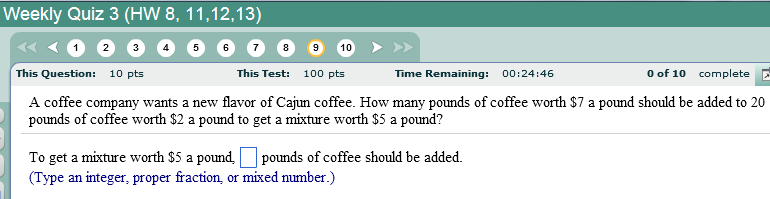 Weekly Quiz 3 (HW 8, 11,12,13)
1 2 3 4 5 6 7 8 9 10
This Question: 10 pts This Test: 100 pts Time Remaining: 00:24:46 0 of 10 complete
A coffee company wants a new flavor of Cajun coffee. How many pounds of coffee worth $7 a pound should be added to 20
pounds of coffee worth $2 a pound to get a mixture worth $5 a pound?
To get a mixture worth $5 a pound, pounds of coffee should be added.
(Type an integer, proper fraction, or mixed number.)